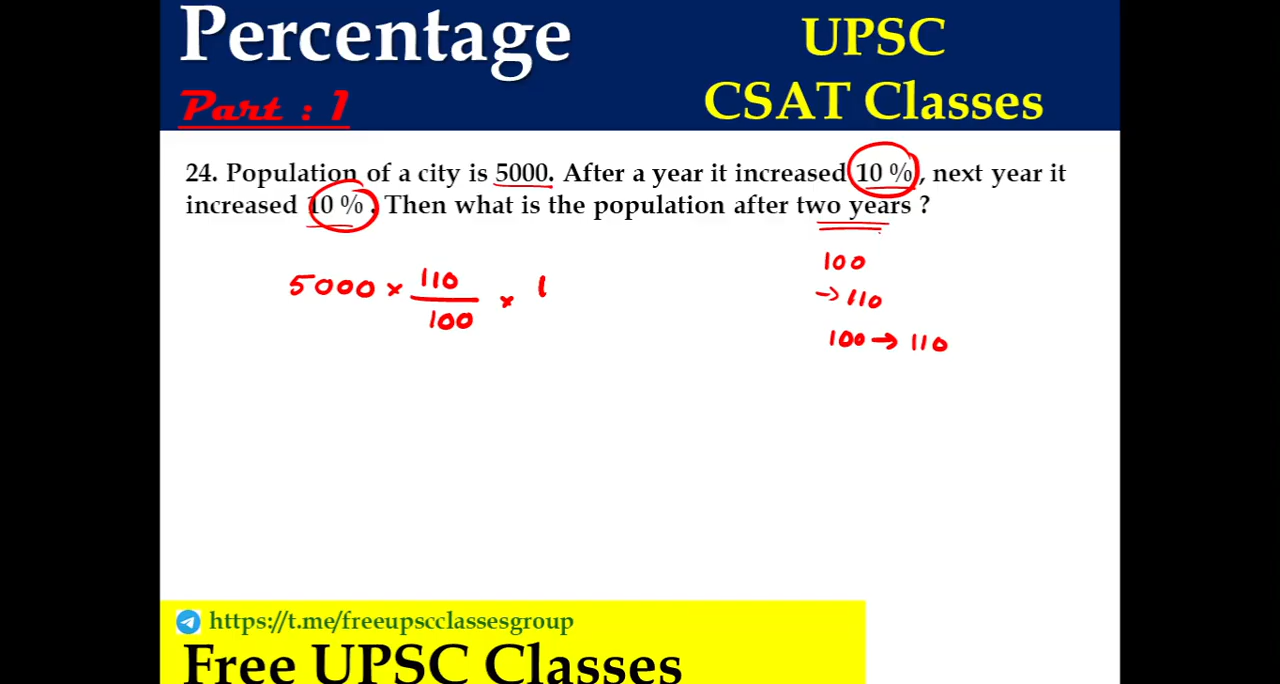 Percentage
Part : 1
UPSC
CSAT Classes
24. Population of a city is 5000. After a year it increased 10 %, next year it
increased 10 %. Then what is the population after two years ?
5000 × 110/100 × 1
100
→ 110
100 → 110
https://t.me/freeupscclassesgroup
Free UPSC Classes